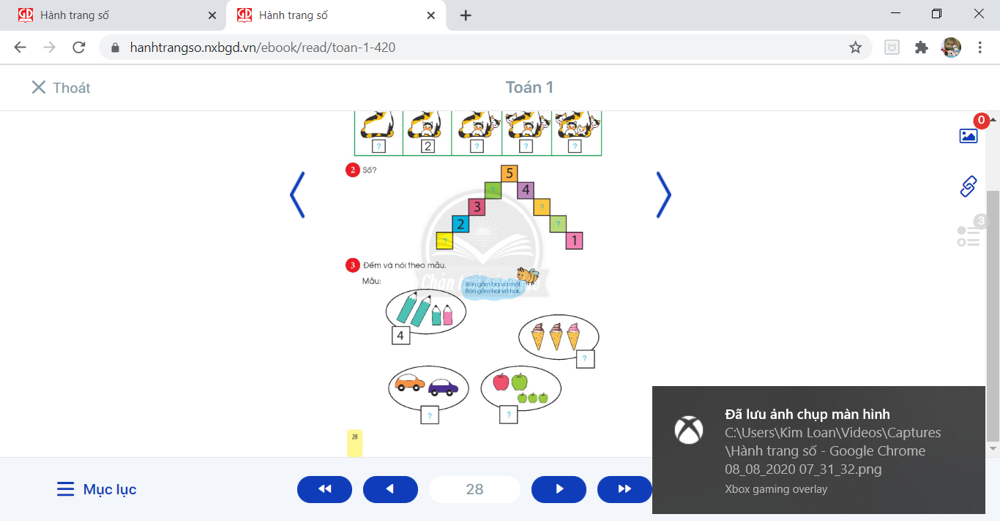 Hành trang số
Hành trang số
hanhtrangso.nxbgd.vn/ebook/read/toan-1-420
Thoát
Toán 1
0
? 2 ? ? ?
2 Số?
5
? 4
3 ?
2 ?
? 1
3
3 Đếm và nói theo mẫu.
Mẫu:
Bốn gồm ba và một.
Bốn gồm hai và hai.
4
?
?
?
28
Mục lục
28
Đã lưu ảnh chụp màn hình
C:\Users\Kim Loan\Videos\Captures
\Hành trang số - Google Chrome
08_08_2020 07_31_32.png
Xbox gaming overlay